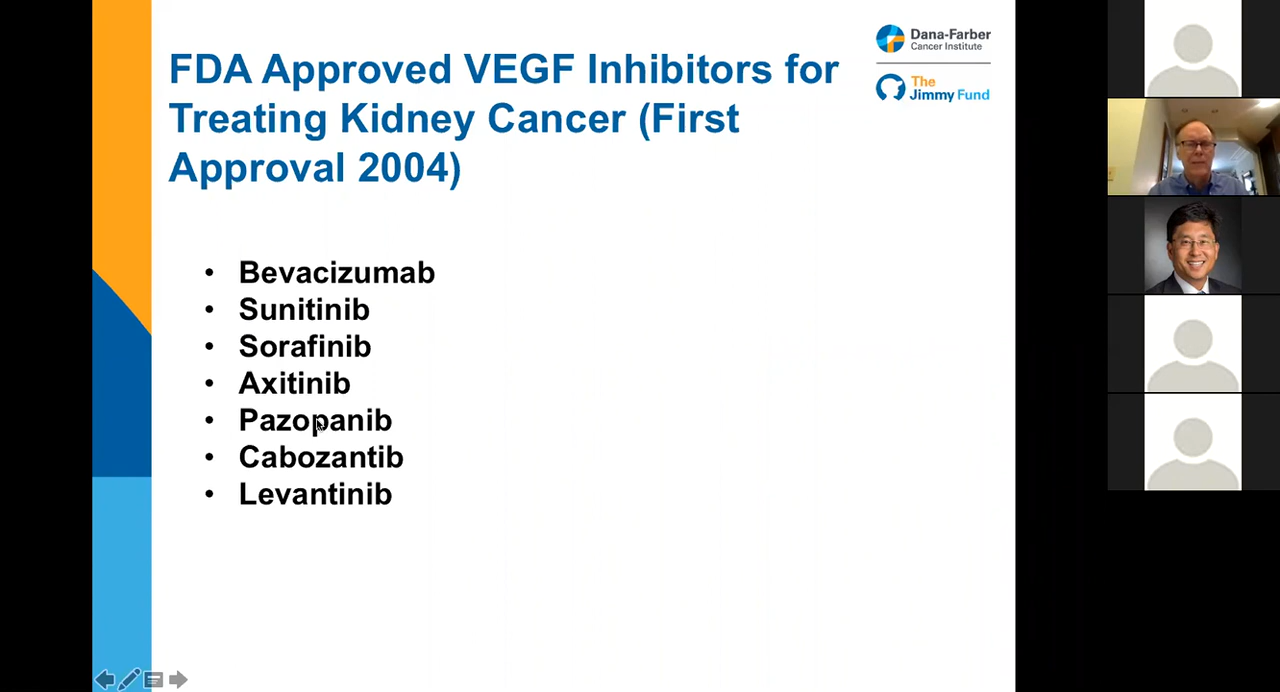 FDA Approved VEGF Inhibitors for
Treating Kidney Cancer (First
Approval 2004)
Dana-Farber
Cancer Institute
The
Jimmy Fund
• Bevacizumab
• Sunitinib
• Sorafinib
• Axitinib
• Pazopanib
• Cabozantib
• Levantinib